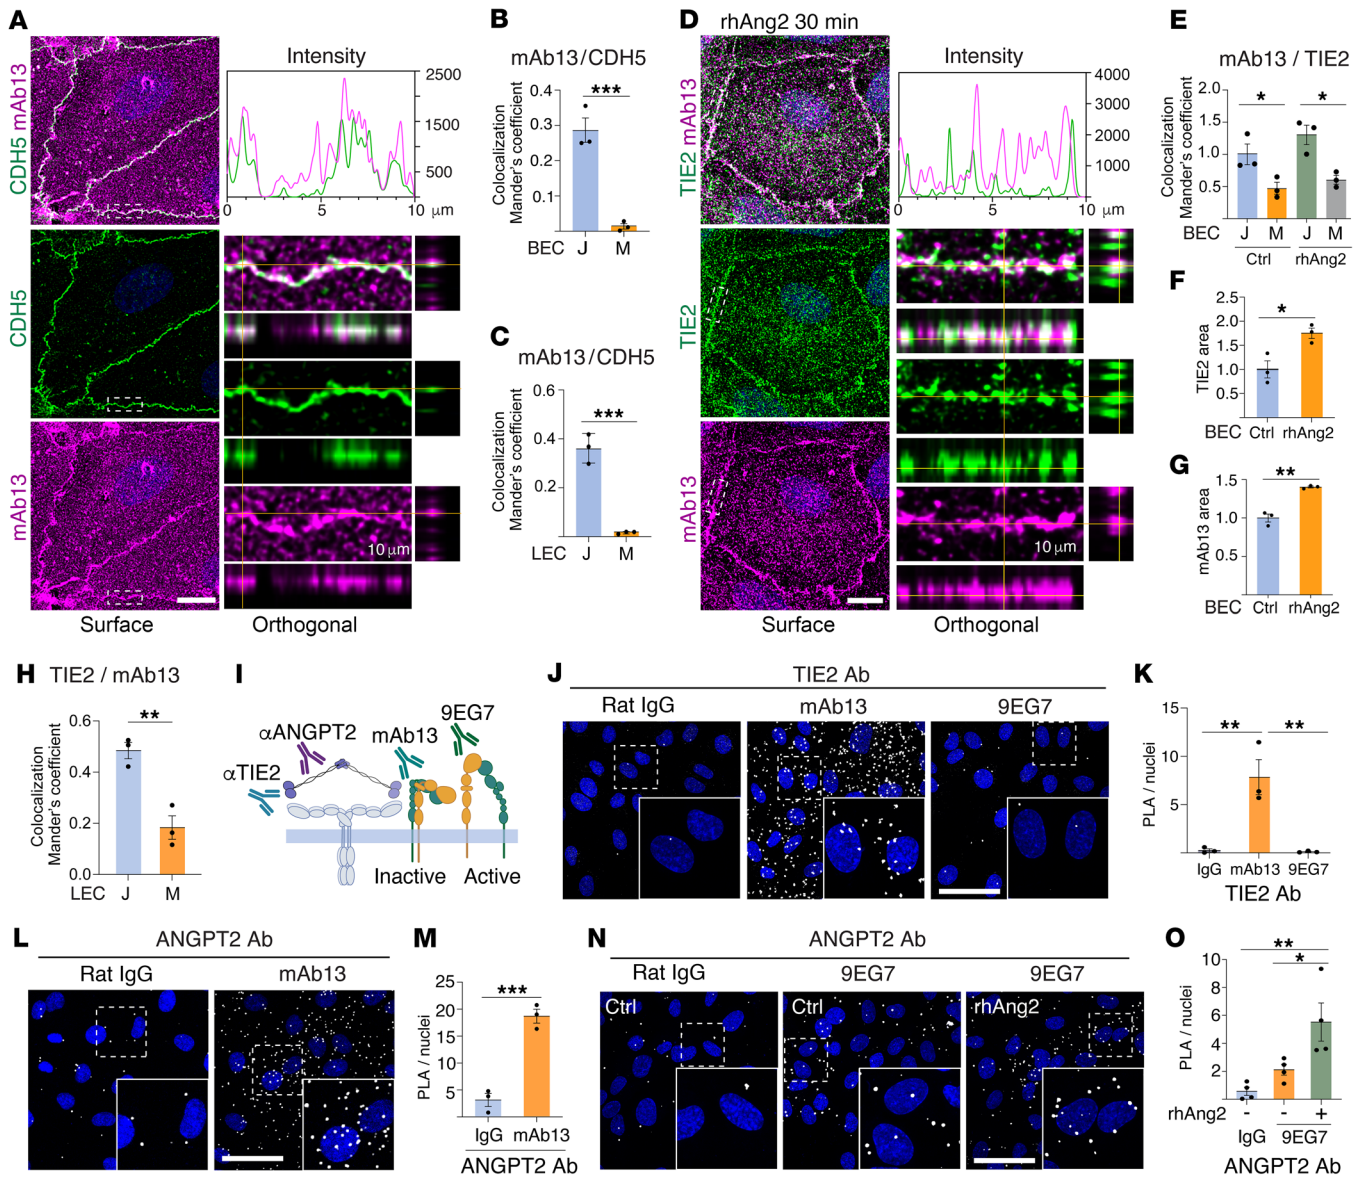 A
CDH5 mAb13
CDH5
mAb13
Intensity
2500
1500
500
0
5
10
μm
10 μm
Surface
Orthogonal
B
mAb13/CDH5
Colocalization
Mander's coefficient
0.4
0.3
0.2
0.1
***
BEC J M
C
mAb13/CDH5
Colocalization
Mander's coefficient
0.6
0.4
0.2
***
LEC J M
D
rhAng2 30 min
TIE2 mAb13
TIE2
mAb13
Intensity
4000
3000
2000
1000
0
5
10
μm
10 μm
Surface
Orthogonal
E
mAb13 / TIE2
Colocalization
Mander's coefficient
2.0
1.5
1.0
0.5
* *
BEC J M J M
Ctrl rhAng2
F
TIE2 area
2.5
2.0
1.5
1.0
0.5
*
BEC Ctrl rhAng2
G
mAb13 area
1.5
1.0
0.5
**
BEC Ctrl rhAng2
H
TIE2 / mAb13
Colocalization
Mander's coefficient
0.6
0.4
0.2
0.0
**
LEC J M
I
9EG7
αANGPT2
mAb13
αTIE2
Inactive Active
J
TIE2 Ab
Rat IgG mAb13 9EG7
K
PLA / nuclei
15
10
5
** **
IgG mAb13 9EG7
TIE2 Ab
L
ANGPT2 Ab
Rat IgG mAb13
M
PLA / nuclei
25
20
15
10
5
***
IgG mAb13
ANGPT2 Ab
N
ANGPT2 Ab
Rat IgG 9EG7 9EG7
Ctrl Ctrl rhAng2
O
PLA / nuclei
10
8
6
4
2
**
*
rhAng2 - - +
IgG 9EG7
ANGPT2 Ab